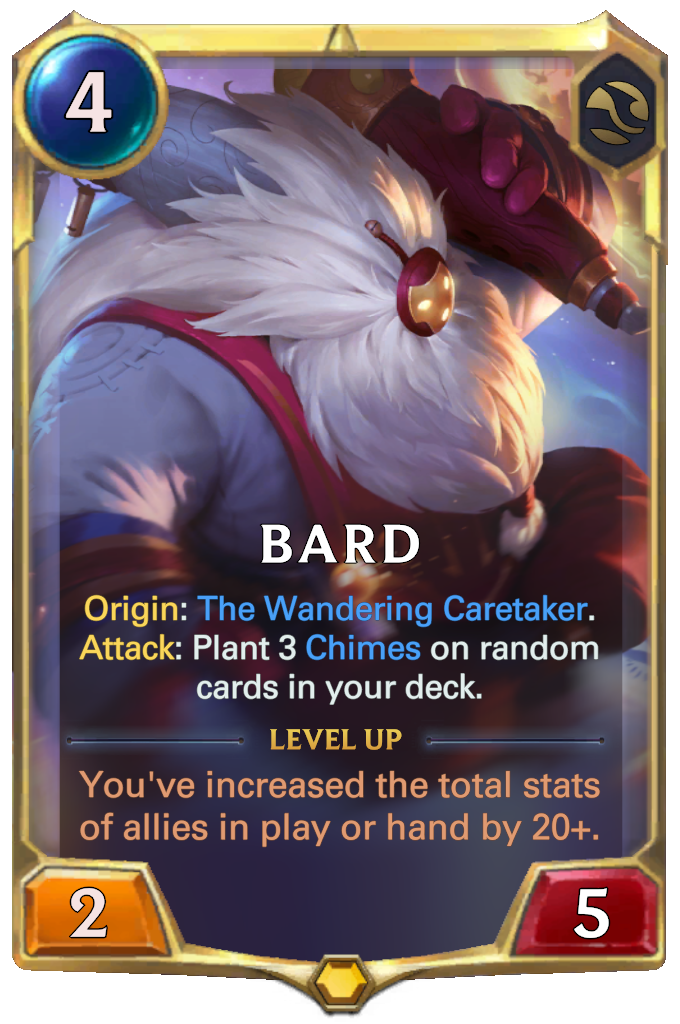 4
BARD
Origin: The Wandering Caretaker.
Attack: Plant 3 Chimes on random
cards in your deck.
LEVEL UP
You've increased the total stats
of allies in play or hand by 20+.
2
5